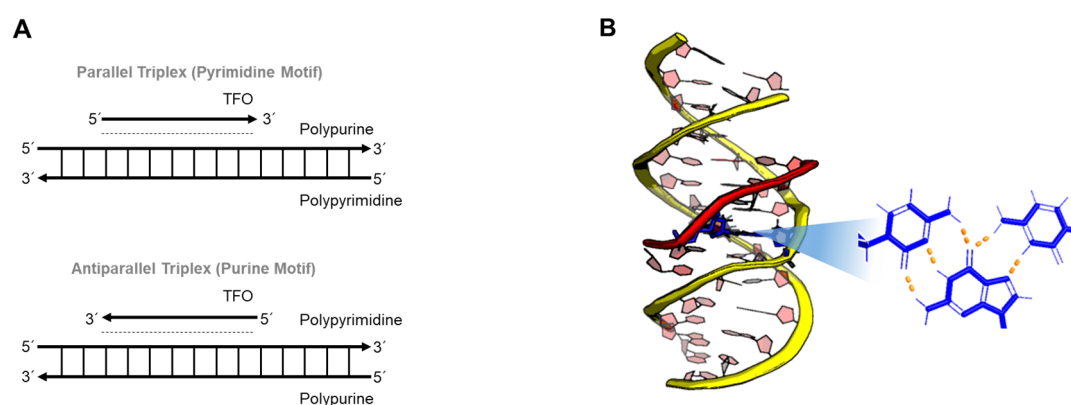 A
Parallel Triplex (Pyrimidine Motif)
TFO
5´ 3´
Polypurine
5´ 3´
3´ 5´
Polypyrimidine
Antiparallel Triplex (Purine Motif)
TFO
3´ 5´
Polypyrimidine
5´ 3´
3´ 5´
Polypurine
B